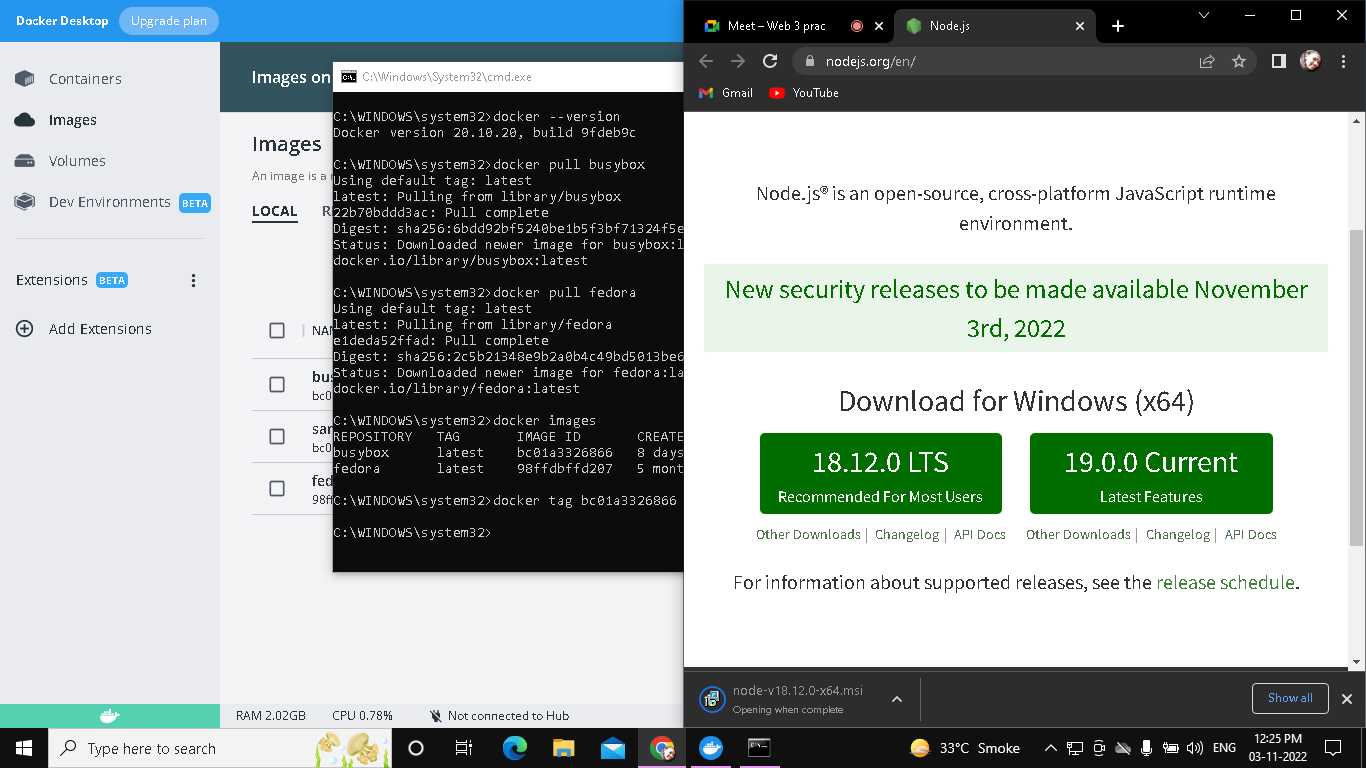 Docker Desktop
Upgrade plan
Containers
Images
Volumes
Dev Environments BETA
Extensions BETA
Add Extensions
Images on
Images
An image is a
LOCAL
C:\Windows\System32\cmd.exe
C:\WINDOWS\system32>docker --version
Docker version 20.10.20, build 9fdeb9c
C:\WINDOWS\system32>docker pull busybox
Using default tag: latest
latest: Pulling from library/busybox
22b70bddd3ac: Pull complete
Digest: sha256:6bdd92bf5240be1b5f3bf71324f5e
Status: Downloaded newer image for busybox:l
docker.io/library/busybox:latest
C:\WINDOWS\system32>docker pull fedora
Using default tag: latest
latest: Pulling from library/fedora
e1deda52ffad: Pull complete
Digest: sha256:2c5b21348e9b2a0b4c49bd5013be6
Status: Downloaded newer image for fedora:la
docker.io/library/fedora:latest
C:\WINDOWS\system32>docker images
REPOSITORY TAG IMAGE ID CREATE
busybox latest bc01a3326866 8 days
fedora latest 98ffdbffd207 5 mont
C:\WINDOWS\system32>docker tag bc01a3326866
C:\WINDOWS\system32>
RAM 2.02GB CPU 0.78% Not connected to Hub
Meet – Web 3 prac
Node.js
nodejs.org/en/
Gmail YouTube
Node.js® is an open-source, cross-platform JavaScript runtime
environment.
New security releases to be made available November
3rd, 2022
Download for Windows (x64)
18.12.0 LTS
Recommended For Most Users
19.0.0 Current
Latest Features
Other Downloads | Changelog | API Docs
Other Downloads | Changelog | API Docs
For information about supported releases, see the release schedule.
node-v18.12.0-x64.msi
Opening when complete
Show all
Type here to search
33°C Smoke
ENG
12:25 PM
03-11-2022